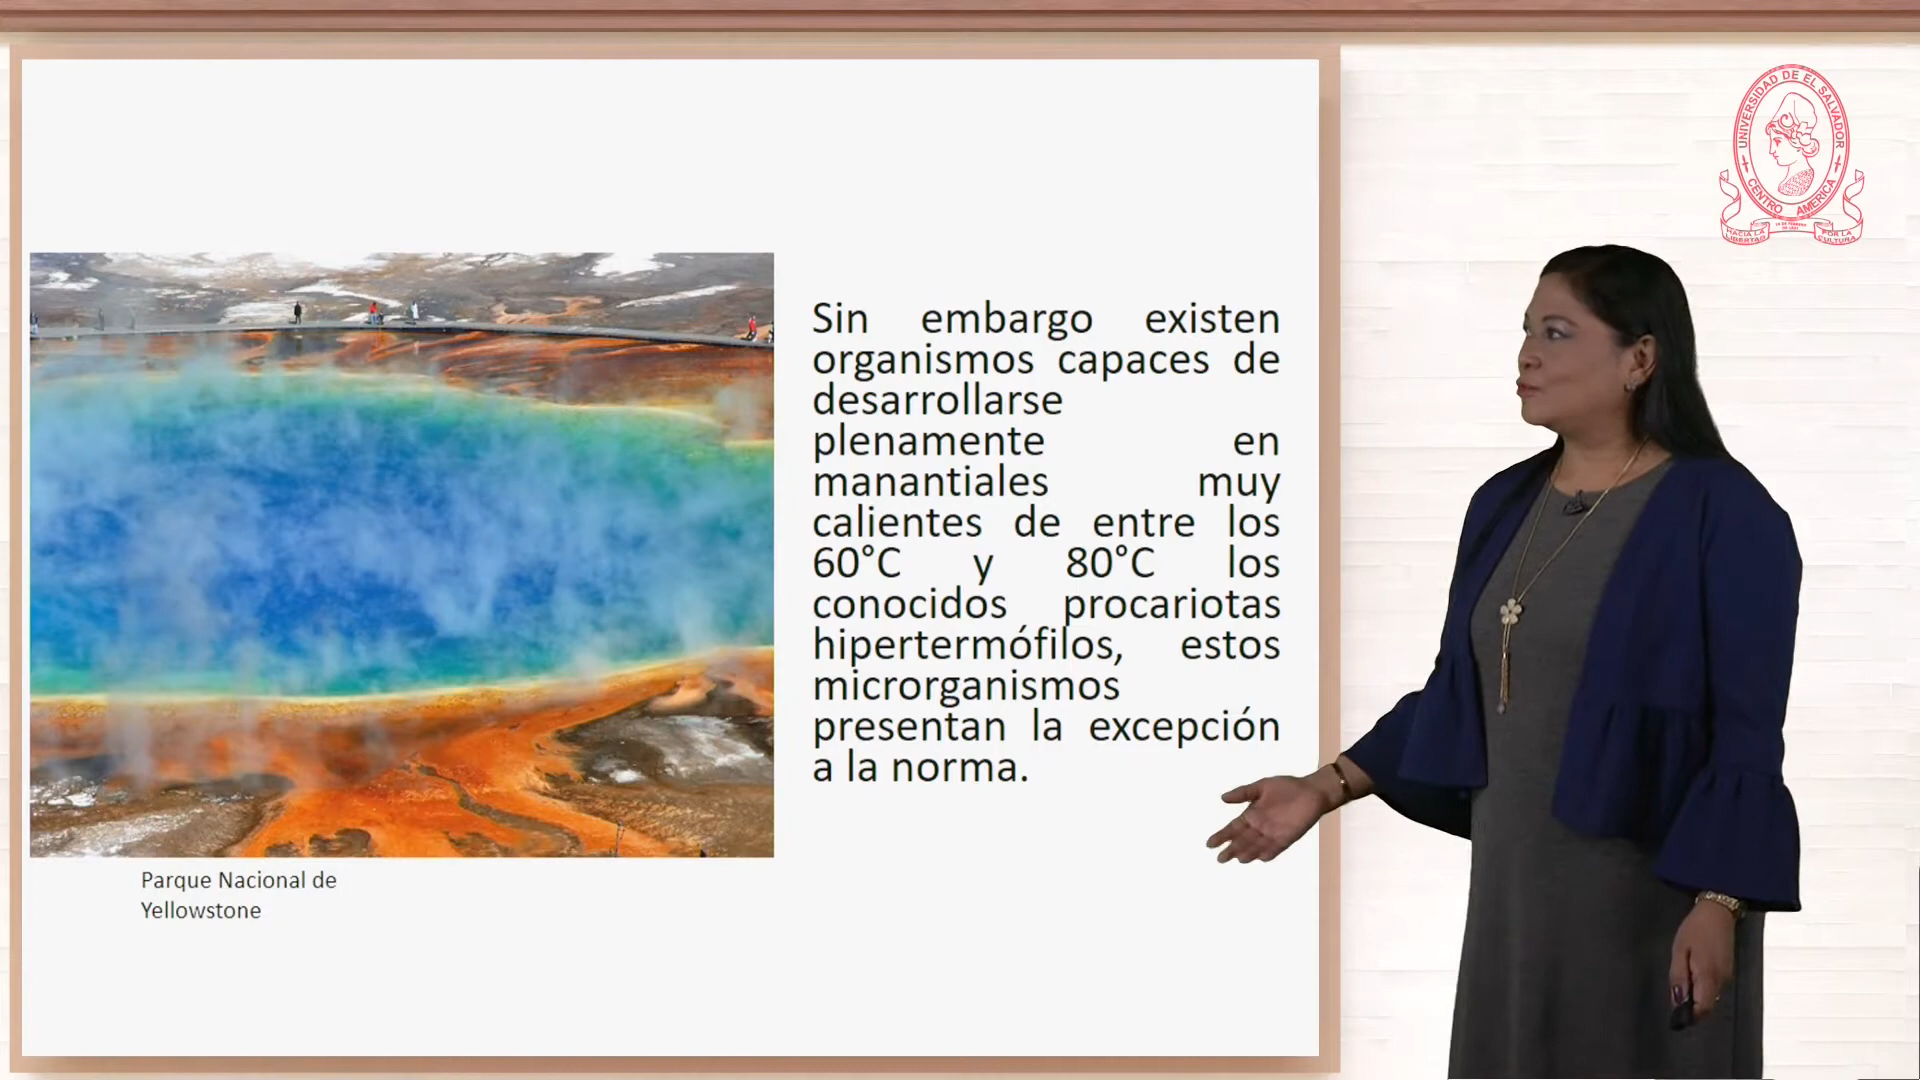 UNIVERSIDAD DE EL SALVADOR
CENTRO AMERICA
HACIA LA LIBERTAD
POR LA CULTURA
Sin embargo existen
organismos capaces de
desarrollarse
plenamente en
manantiales muy
calientes de entre los
60°C y 80°C los
conocidos procariotas
hipertermófilos, estos
microrganismos
presentan la excepción
a la norma.
Parque Nacional de
Yellowstone